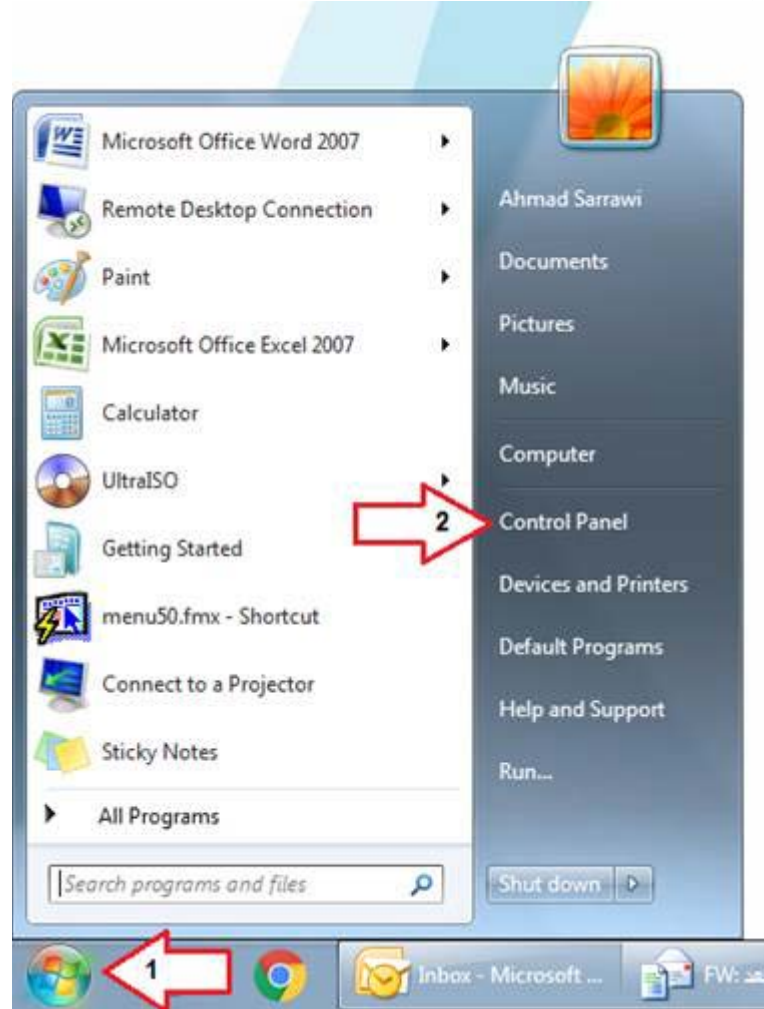 Microsoft Office Word 2007
Remote Desktop Connection
Paint
Microsoft Office Excel 2007
Calculator
UltraISO
Getting Started
menu50.fmx - Shortcut
Connect to a Projector
Sticky Notes
All Programs
Search programs and files
Ahmad Sarrawi
Documents
Pictures
Music
Computer
2
Control Panel
Devices and Printers
Default Programs
Help and Support
Run...
Shut down
1
Inbox - Microsoft ...
FW: